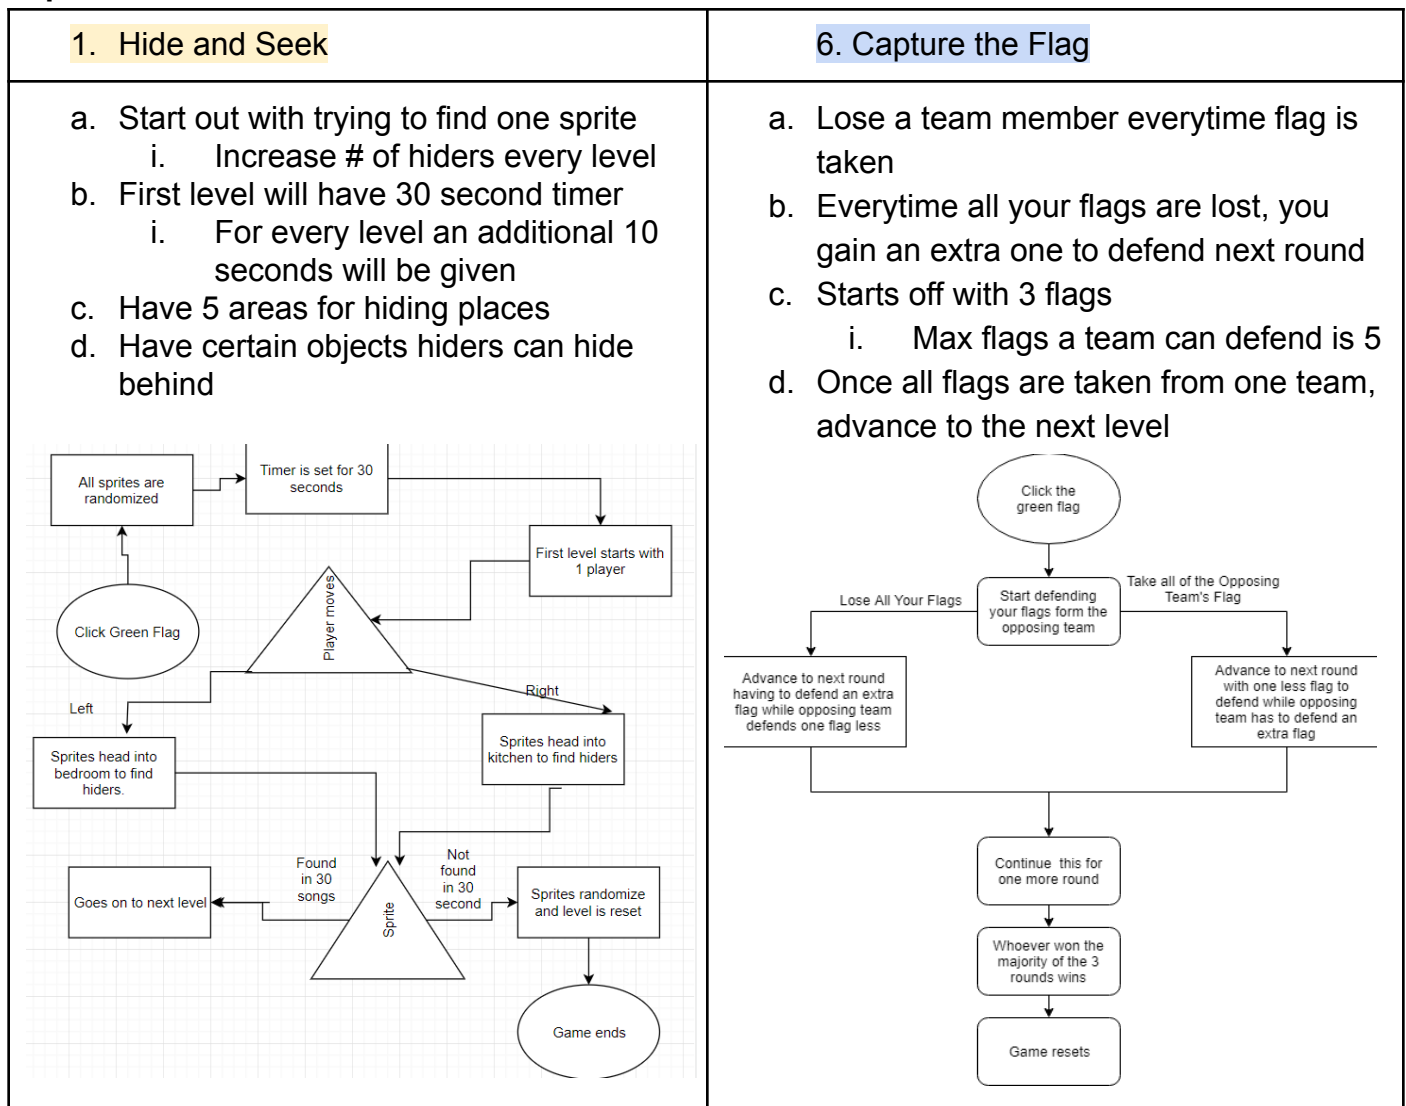 1. Hide and Seek
a. Start out with trying to find one sprite
i. Increase # of hiders every level
b. First level will have 30 second timer
i. For every level an additional 10
seconds will be given
c. Have 5 areas for hiding places
d. Have certain objects hiders can hide
behind
All sprites are
randomized
Timer is set for 30
seconds
First level starts with
1 player
Click Green Flag
Player moves
Left
Right
Sprites head into
bedroom to find
hiders.
Sprites head into
kitchen to find hiders
Goes on to next level
Found
in 30
songs
Sprite
Not
found
in 30
second
Sprites randomize
and level is reset
Game ends
6. Capture the Flag
a. Lose a team member everytime flag is
taken
b. Everytime all your flags are lost, you
gain an extra one to defend next round
c. Starts off with 3 flags
i. Max flags a team can defend is 5
d. Once all flags are taken from one team,
advance to the next level
Click the
green flag
Start defending
your flags form the
opposing team
Lose All Your Flags
Take all of the Opposing
Team's Flag
Advance to next round
having to defend an extra
flag while opposing team
defends one flag less
Advance to next round
with one less flag to
defend while opposing
team has to defend an
extra flag
Continue this for
one more round
Whoever won the
majority of the 3
rounds wins
Game resets